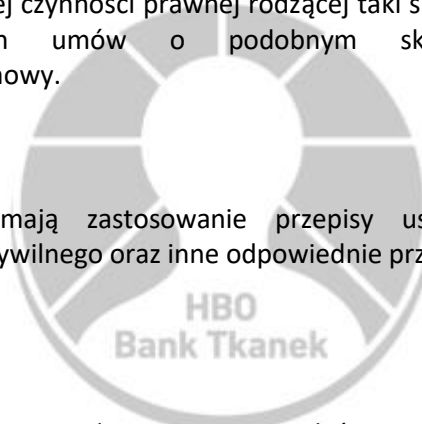 ej czynności prawnej rodzącej taki s
umów o podobnym sk
nowy.
mają zastosowanie przepisy us
ywilnego oraz inne odpowiednie prz
HBO
Bank Tkanek